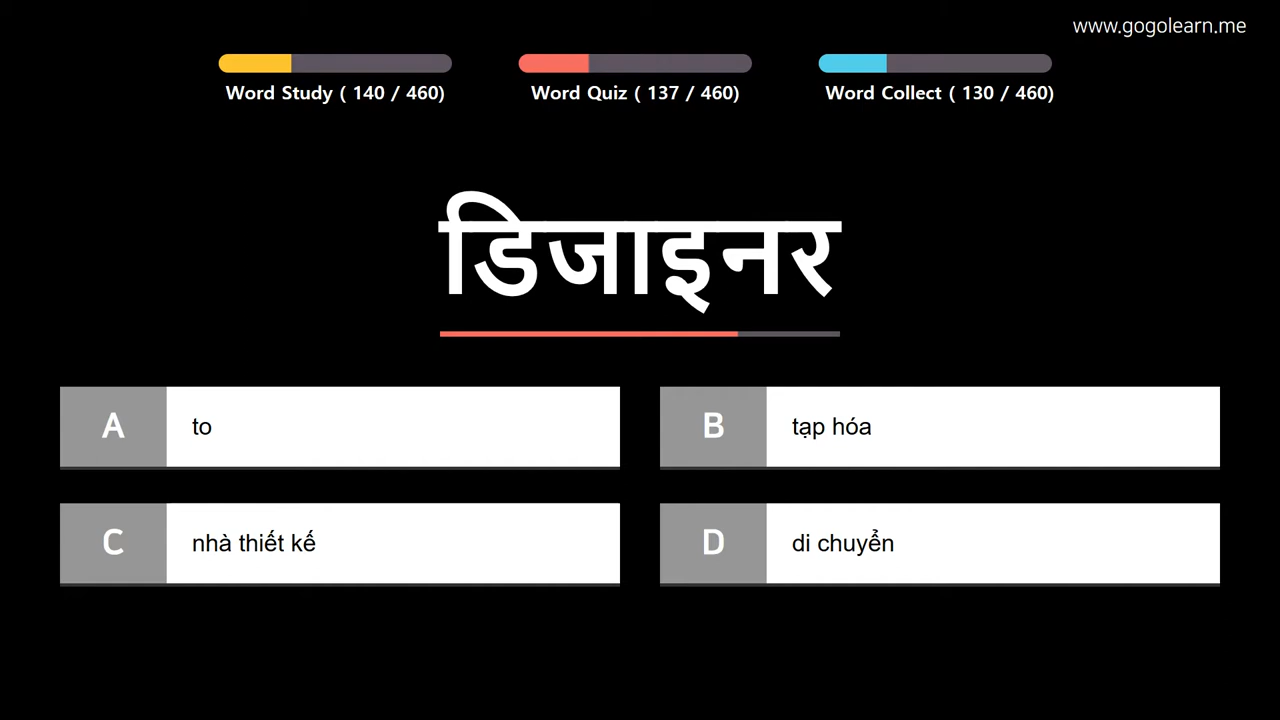 www.gogolearn.me
Word Study ( 140 / 460)
Word Quiz ( 137 / 460)
Word Collect ( 130 / 460)
डिजाइनर
A
to
B
tạp hóa
C
nhà thiết kế
D
di chuyển